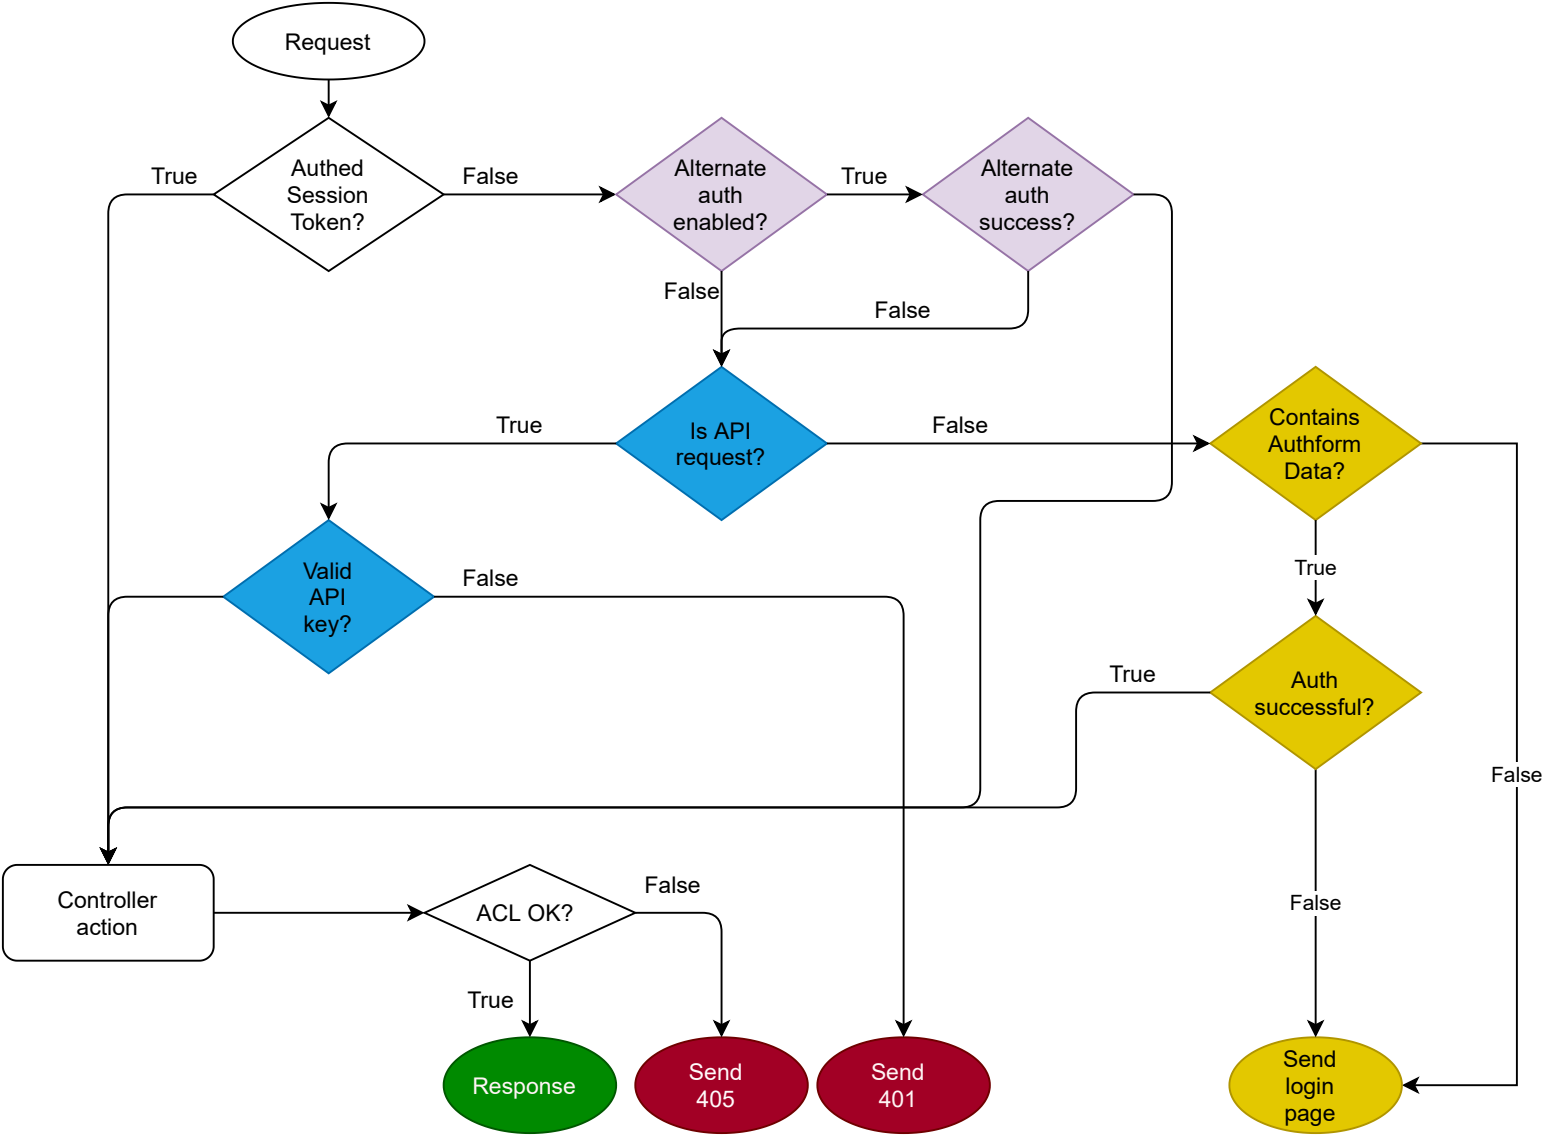 Request
True
Authed
Session
Token?
False
Alternate
auth
enabled?
True
Alternate
auth
success?
False
False
True
Is API
request?
False
Contains
Authform
Data?
Valid
API
key?
False
True
True
Auth
successful?
False
Controller
action
ACL OK?
False
False
True
Response
Send
405
Send
401
Send
login
page